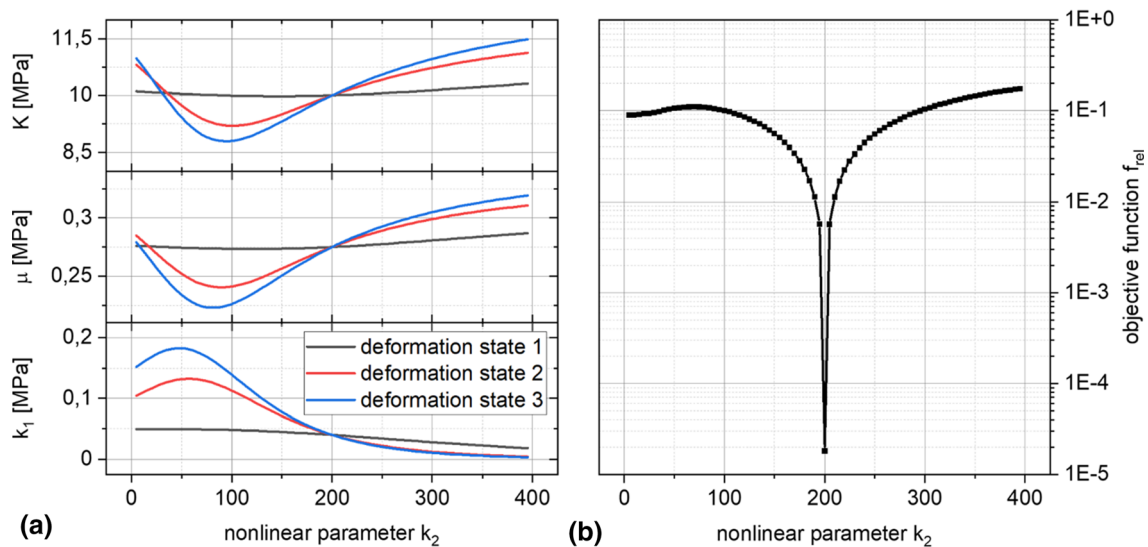 11,5
10
8,5
K [MPa]
0,3
0,25
μ [MPa]
0,2
0,1
0
k₁ [MPa]
deformation state 1
deformation state 2
deformation state 3
0 100 200 300 400
nonlinear parameter k₂
(a)
1E+0
1E-1
1E-2
1E-3
1E-4
1E-5
objective function f_rel
0 100 200 300 400
nonlinear parameter k₂
(b)